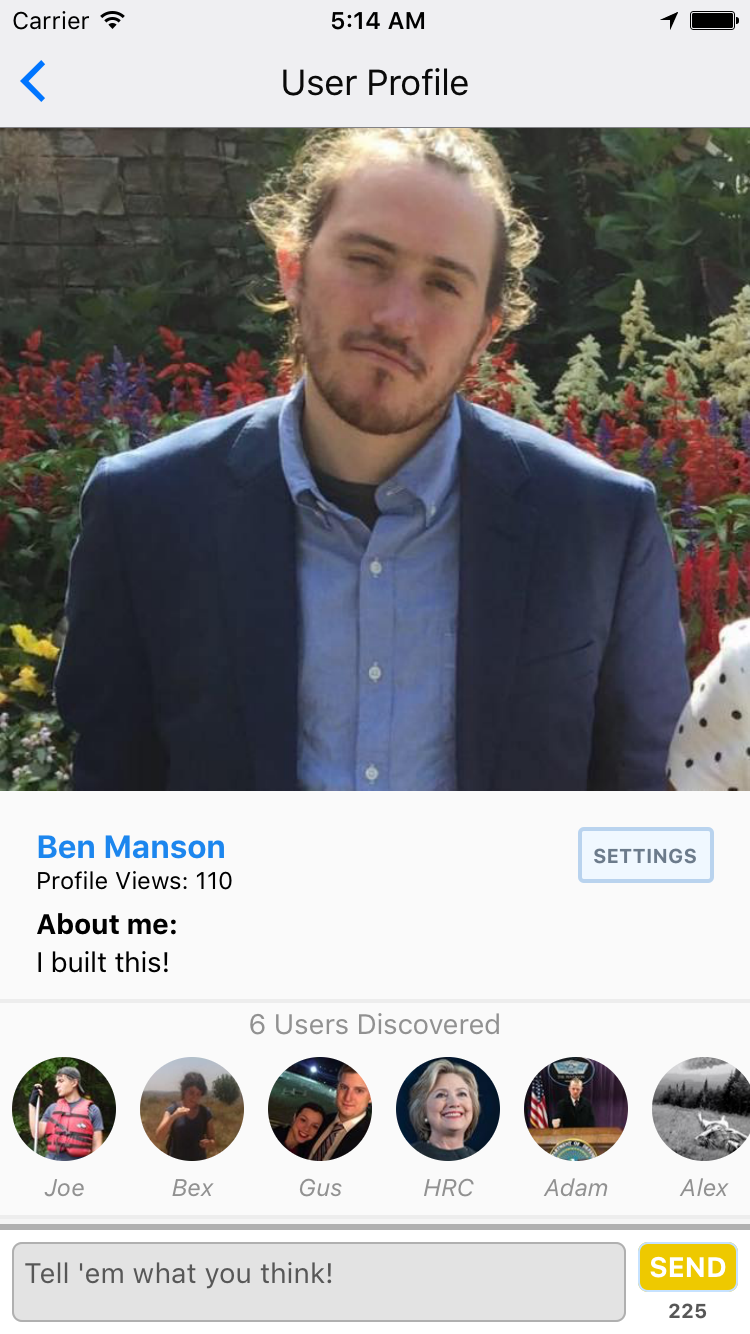 Carrier 5:14 AM
User Profile
Ben Manson
SETTINGS
Profile Views: 110
About me:
I built this!
6 Users Discovered
Joe Bex Gus HRC Adam Alex
Tell 'em what you think!
SEND
225